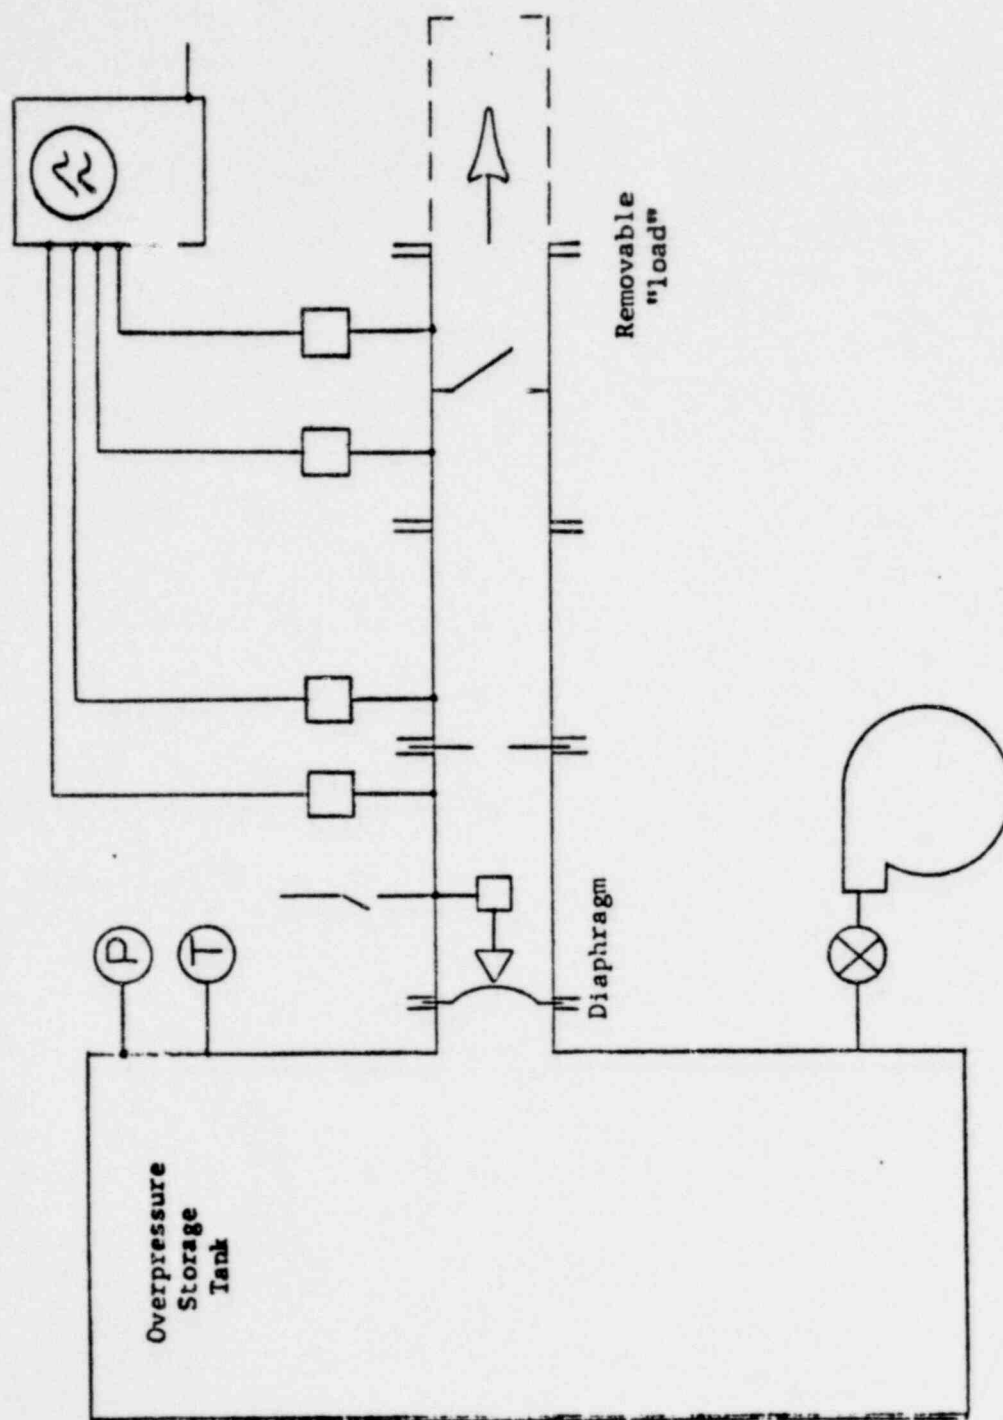 Overpressure
Storage
Tank
P
T
Diaphragm
Removable
"load"